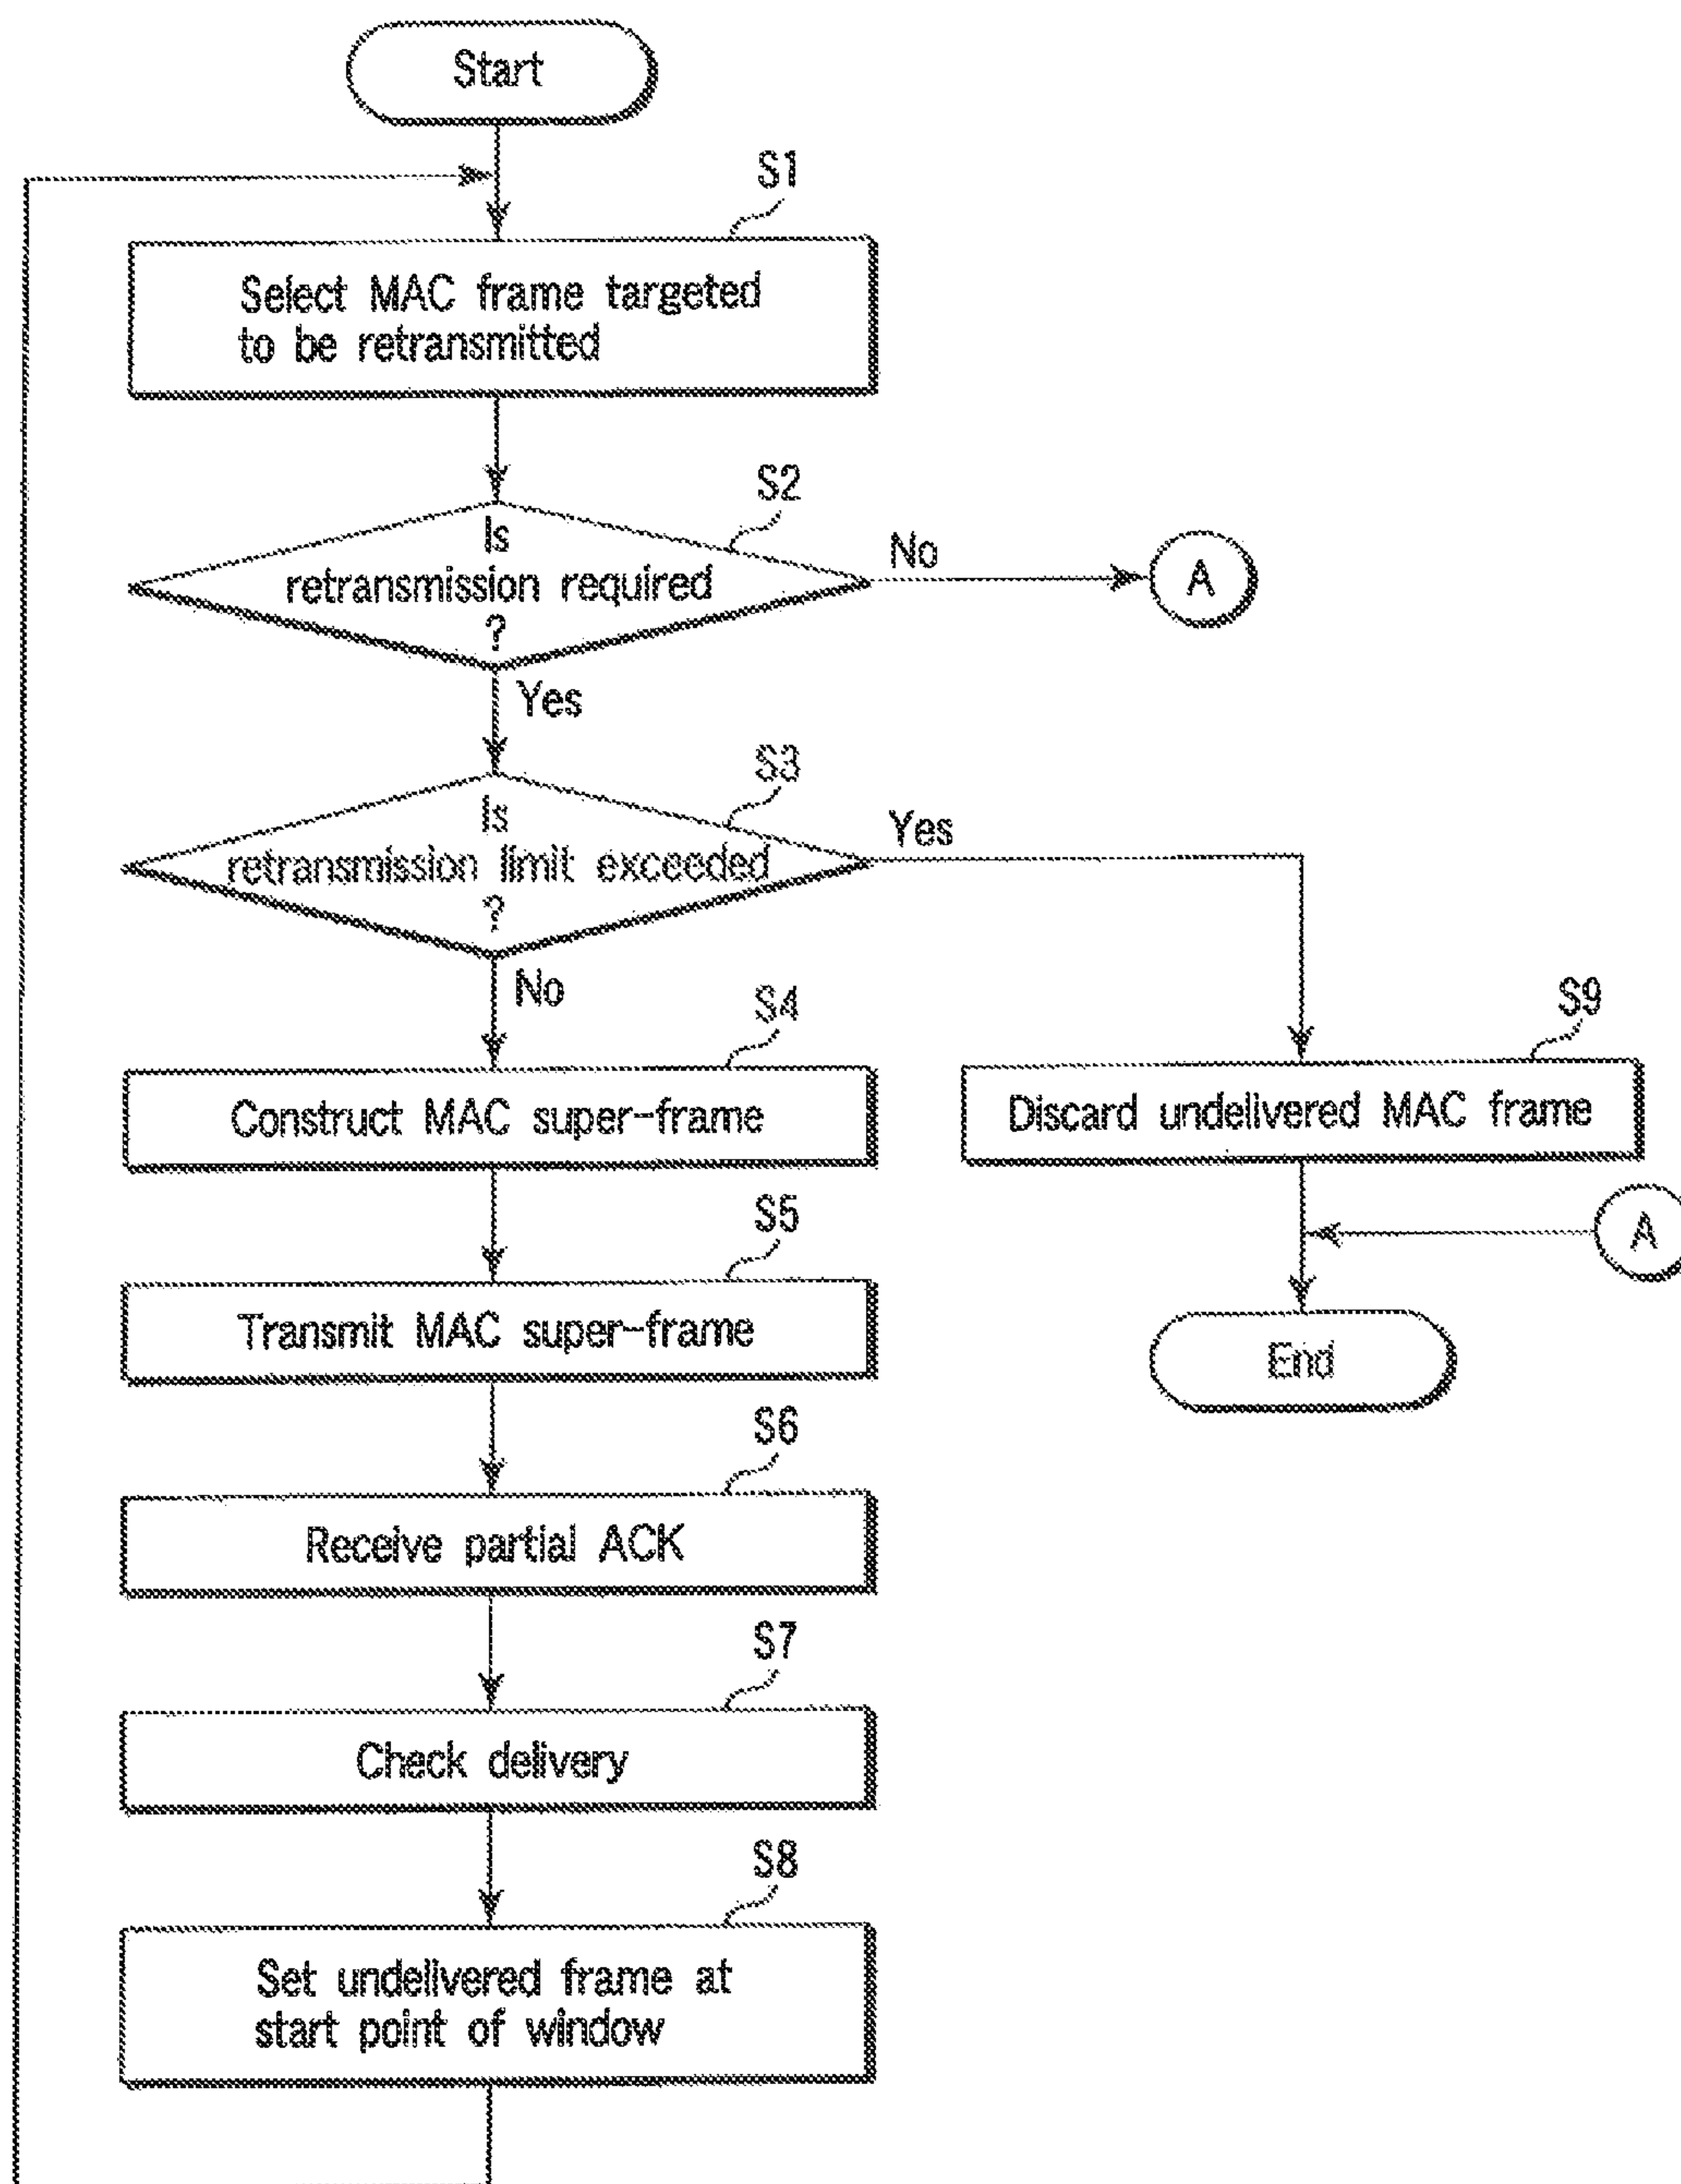 Start
S1
Select MAC frame targeted
to be retransmitted
S2
Is
retransmission required
?
No
A
Yes
S3
Is
retransmission limit exceeded
?
Yes
No
S4
Construct MAC super-frame
S9
Discard undelivered MAC frame
S5
Transmit MAC super-frame
A
End
S6
Receive partial ACK
S7
Check delivery
S8
Set undelivered frame at
start point of window